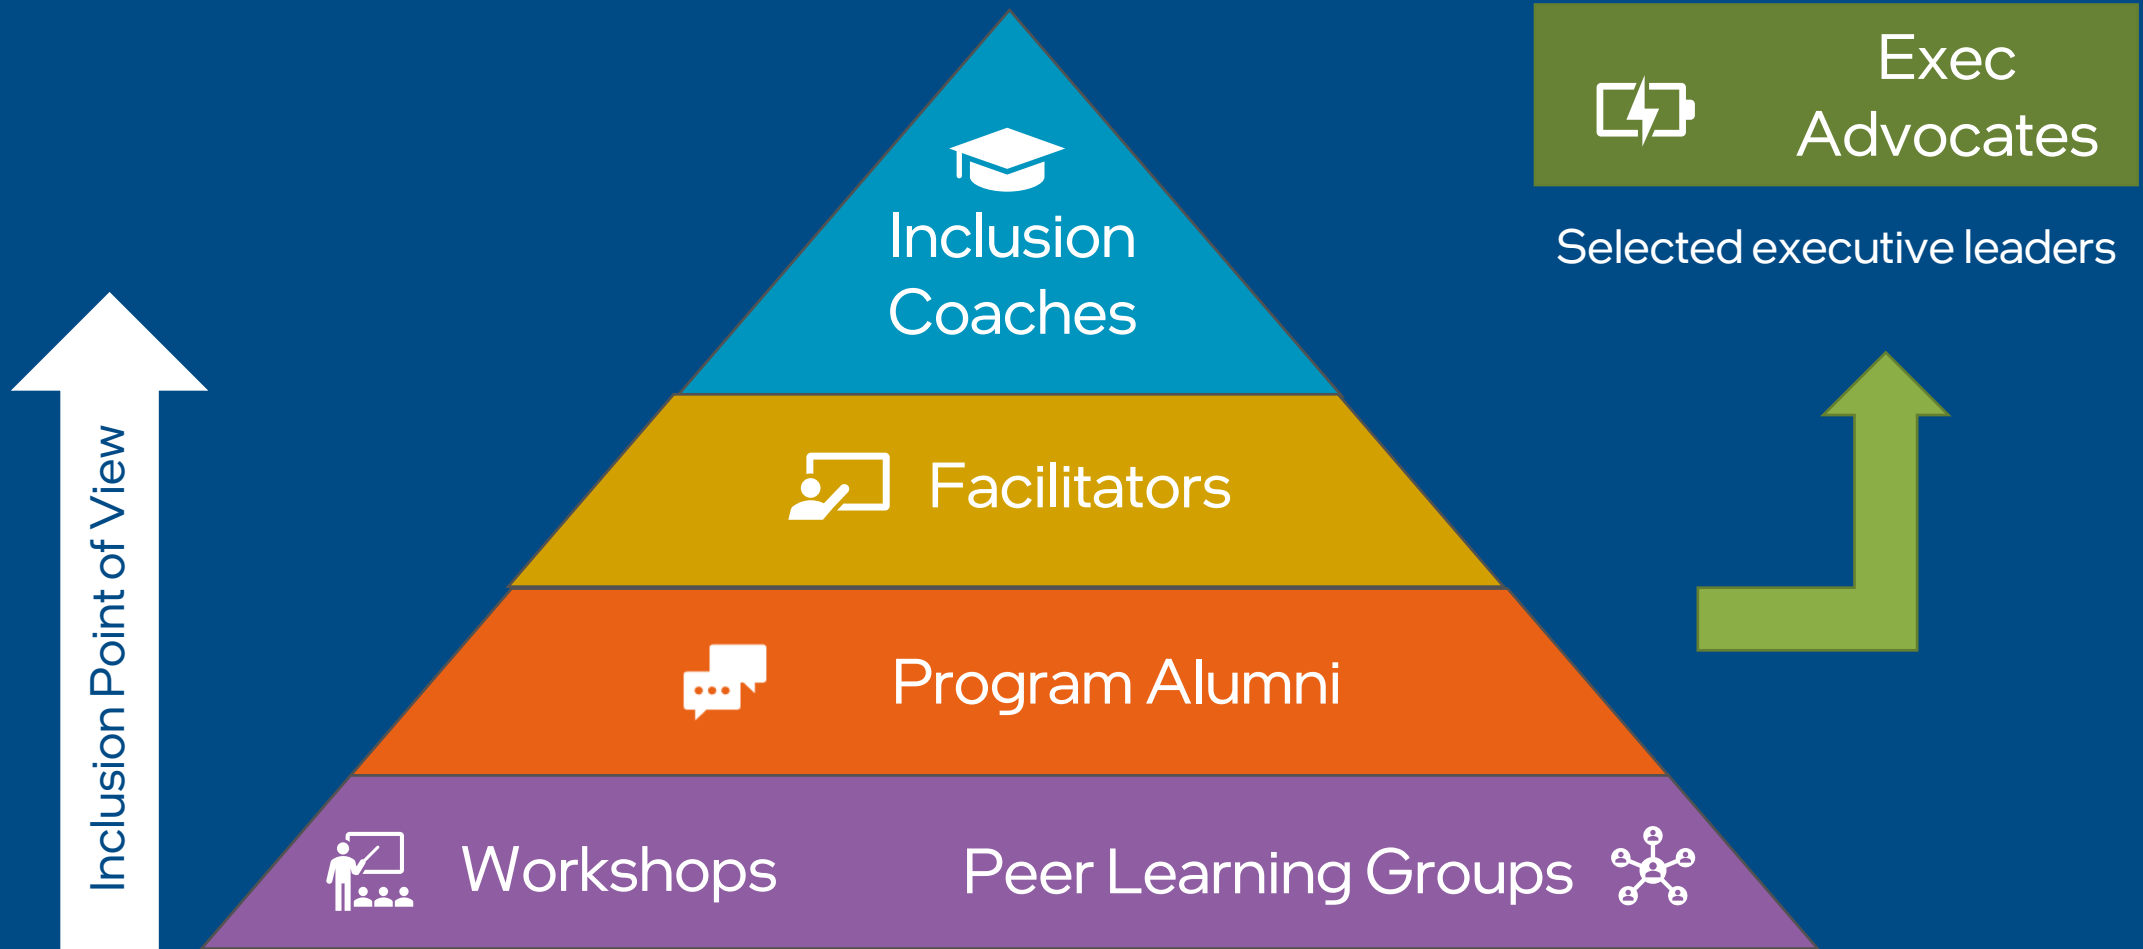 Inclusion
Coaches
Facilitators
Program Alumni
Workshops
Peer Learning Groups
Inclusion Point of View
Exec
Advocates
Selected executive leaders